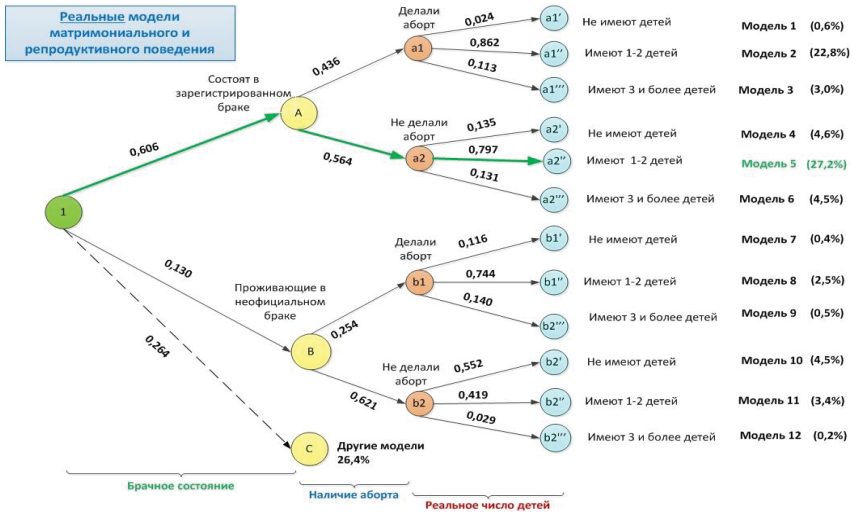 Реальные модели
матримониального и
репродуктивного поведения
Делали
аборт
0,024
a1'
Не имеют детей
Модель 1 (0,6%)
0,436
a1
0,862
a1''
Имеют 1-2 детей
Модель 2 (22,8%)
Состоят в
зарегистрированном
браке
0,113
a1'''
Имеют 3 и более детей
Модель 3 (3,0%)
A
Не делали
аборт
0,135
a2'
Не имеют детей
Модель 4 (4,6%)
0,606
0,564
a2
0,797
a2''
Имеют 1-2 детей
Модель 5 (27,2%)
0,131
a2'''
Имеют 3 и более детей
Модель 6 (4,5%)
1
Делали
аборт
0,116
b1'
Не имеют детей
Модель 7 (0,4%)
0,130
Проживающие в
неофициальном
браке
b1
0,744
b1''
Имеют 1-2 детей
Модель 8 (2,5%)
0,254
0,140
b2'''
Имеют 3 и более детей
Модель 9 (0,5%)
0,264
B
Не делали
аборт
0,552
b2'
Не имеют детей
Модель 10 (4,5%)
0,621
b2
0,419
b2''
Имеют 1-2 детей
Модель 11 (3,4%)
0,029
b2'''
Имеют 3 и более детей
Модель 12 (0,2%)
C
Другие модели
26,4%
Брачное состояние
Наличие аборта
Реальное число детей